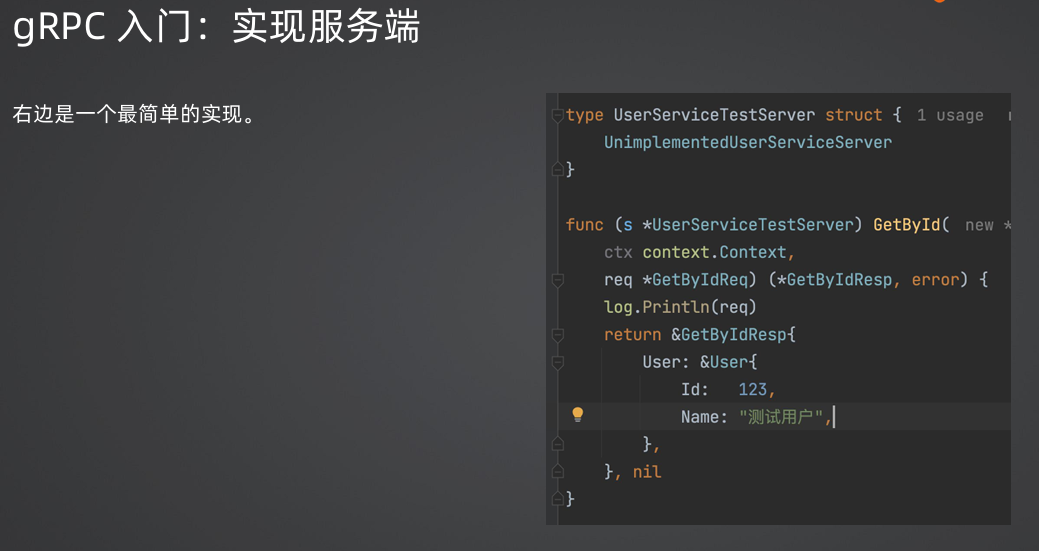 gRPC 入门：实现服务端
右边是一个最简单的实现。
type UserServiceTestServer struct { 1 usage
UnimplementedUserServiceServer
}
func (s *UserServiceTestServer) GetById( new *
ctx context.Context,
req *GetByIdReq) (*GetByIdResp, error) {
log.Println(req)
return &GetByIdResp{
User: &User{
Id: 123,
Name: "测试用户",
},
}, nil
}